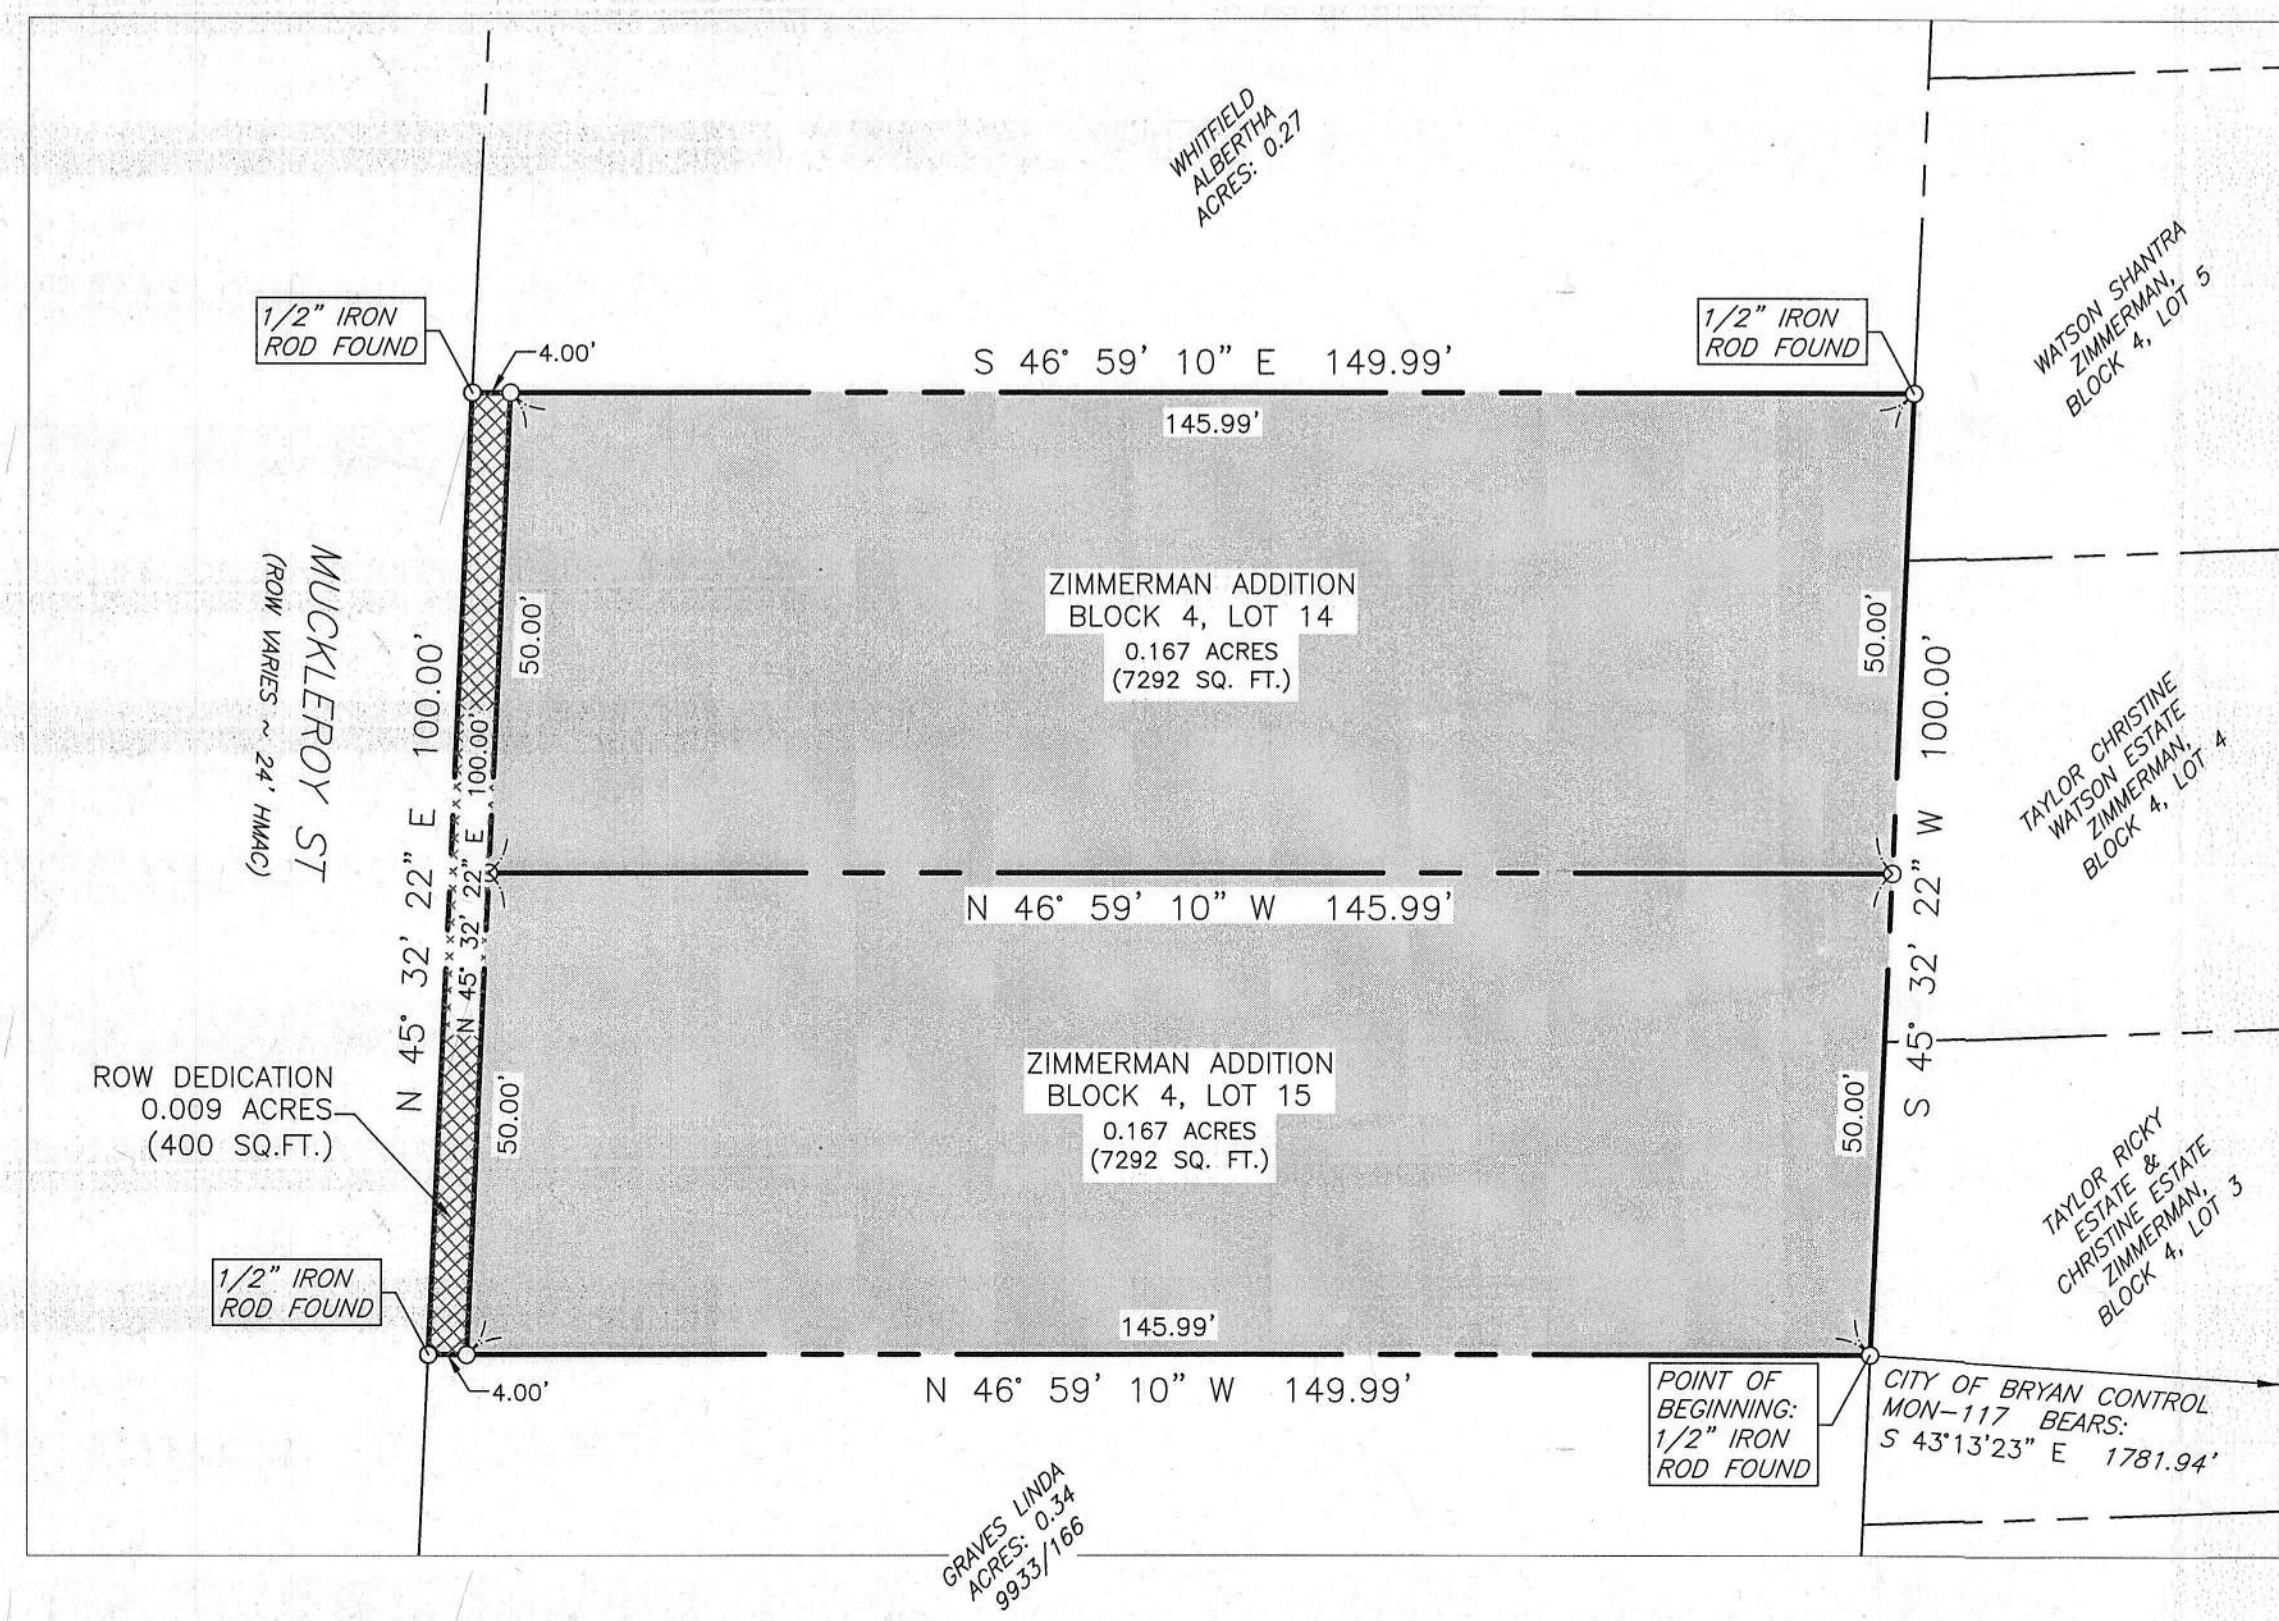 WHITFIELD
ALBERTHA
ACRES: 0.27
WATSON SHANTRA
ZIMMERMAN,
BLOCK 4, LOT 5
1/2" IRON
ROD FOUND
4.00'
S 46° 59' 10" E 149.99'
145.99'
1/2" IRON
ROD FOUND
MUCKLEROY ST
(ROW VARIES ~ 24' HMAC)
N 45° 32' 22" E 100.00'
N 45° 32' 22" E 100.00'
50.00'
ZIMMERMAN ADDITION
BLOCK 4, LOT 14
0.167 ACRES
(7292 SQ. FT.)
50.00'
S 45° 32' 22" W 100.00'
TAYLOR CHRISTINE
WATSON ESTATE
ZIMMERMAN,
BLOCK 4, LOT 4
N 46° 59' 10" W 145.99'
ROW DEDICATION
0.009 ACRES
(400 SQ.FT.)
50.00'
ZIMMERMAN ADDITION
BLOCK 4, LOT 15
0.167 ACRES
(7292 SQ. FT.)
50.00'
TAYLOR RICKY
ESTATE &
CHRISTINE ESTATE
ZIMMERMAN,
BLOCK 4, LOT 3
1/2" IRON
ROD FOUND
4.00'
145.99'
N 46° 59' 10" W 149.99'
POINT OF
BEGINNING:
1/2" IRON
ROD FOUND
CITY OF BRYAN CONTROL
MON-117 BEARS:
S 43°13'23" E 1781.94'
GRAVES LINDA
ACRES: 0.34
9933/166